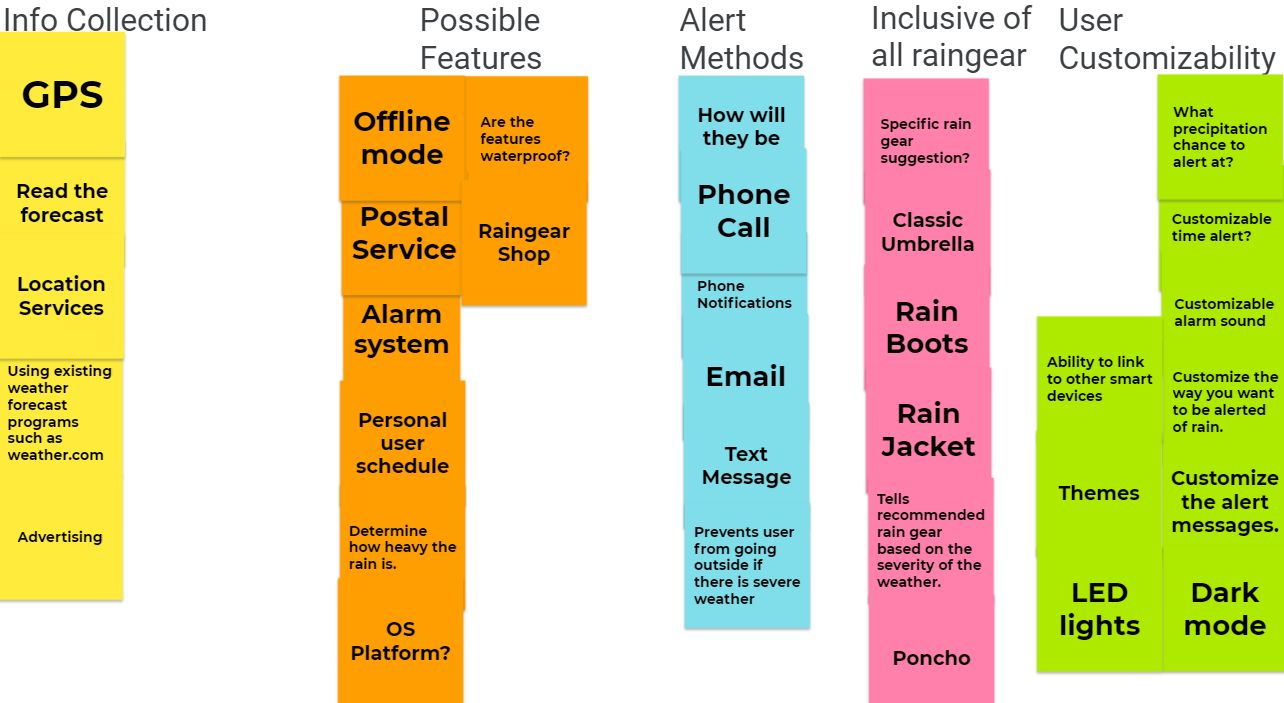 Info Collection
GPS
Read the
forecast
Location
Services
Using existing
weather
forecast
programs
such as
weather.com
Advertising
Possible
Features
Offline
mode
Are the
features
waterproof?
Postal
Service
Raingear
Shop
Alarm
system
Personal
user
schedule
Determine
how heavy the
rain is.
OS
Platform?
Alert
Methods
How will
they be
Phone
Call
Phone
Notifications
Email
Text
Message
Prevents user
from going
outside if
there is severe
weather
Inclusive of
all raingear
Specific rain
gear
suggestion?
Classic
Umbrella
Rain
Boots
Rain
Jacket
Tells
recommended
rain gear
based on the
severity of the
weather.
Poncho
User
Customizability
What
precipitation
chance to
alert at?
Customizable
time alert?
Customizable
alarm sound
Ability to link
to other smart
devices
Customize the
way you want
to be alerted
of rain.
Themes
Customize
the alert
messages.
LED
lights
Dark
mode